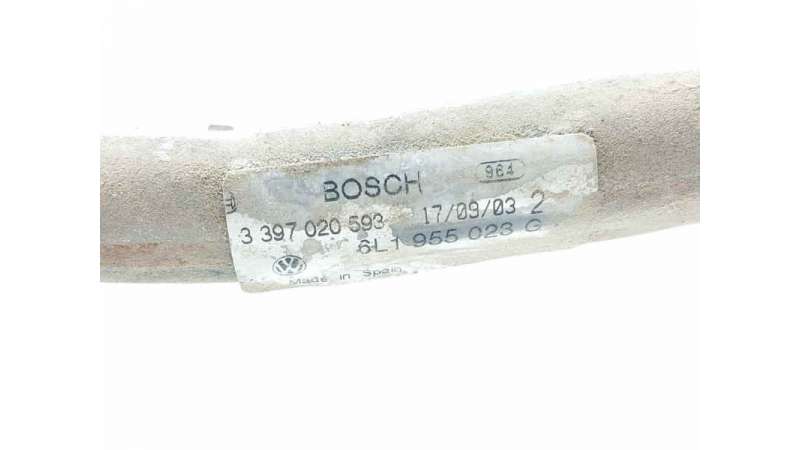 BOSCH 964
3 397 020 593 17/09/03 2
6L1 955 023 G
Made in Spain